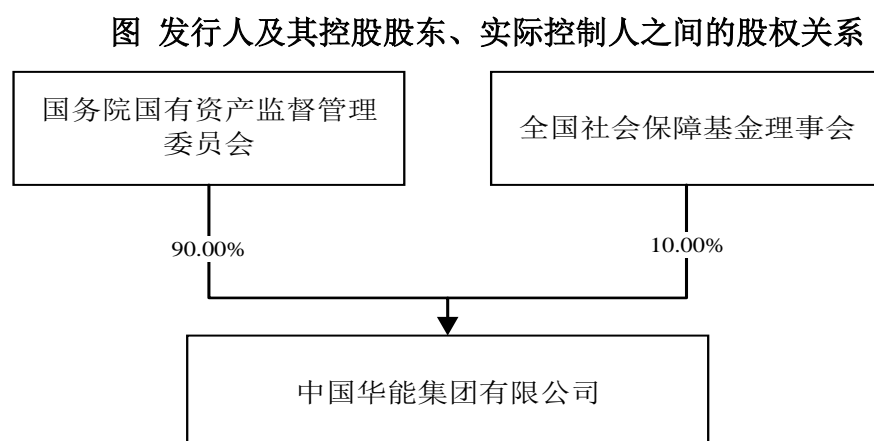 图 发行人及其控股股东、实际控制人之间的股权关系
国务院国有资产监督管理
委员会
全国社会保障基金理事会
90.00%
10.00%
中国华能集团有限公司